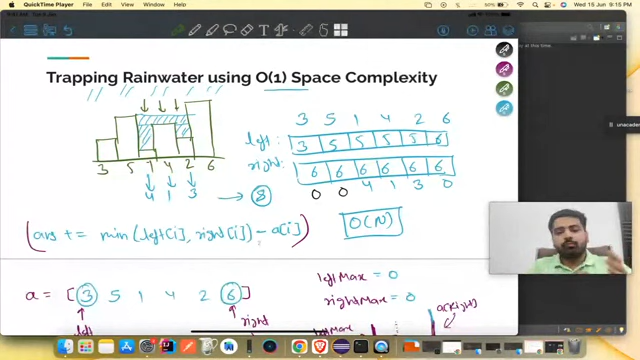 QuickTime Player File Edit View Window Help
50% Wed 15 Jun 9:15 PM
Trapping Rainwater using O(1) Space Complexity
3 5 1 4 2 6
left: 3 5 5 5 5 6
right: 6 6 6 6 6 6
3 5 1 4 2 6
0 0 4 1 3 0
4 1 3 → 8
(ans += min(left[i], right[i]) - a[i])
O(N)
a = [3 5 1 4 2 6]
left right
leftMax = 0
rightMax = 0
leftMax
a[right]